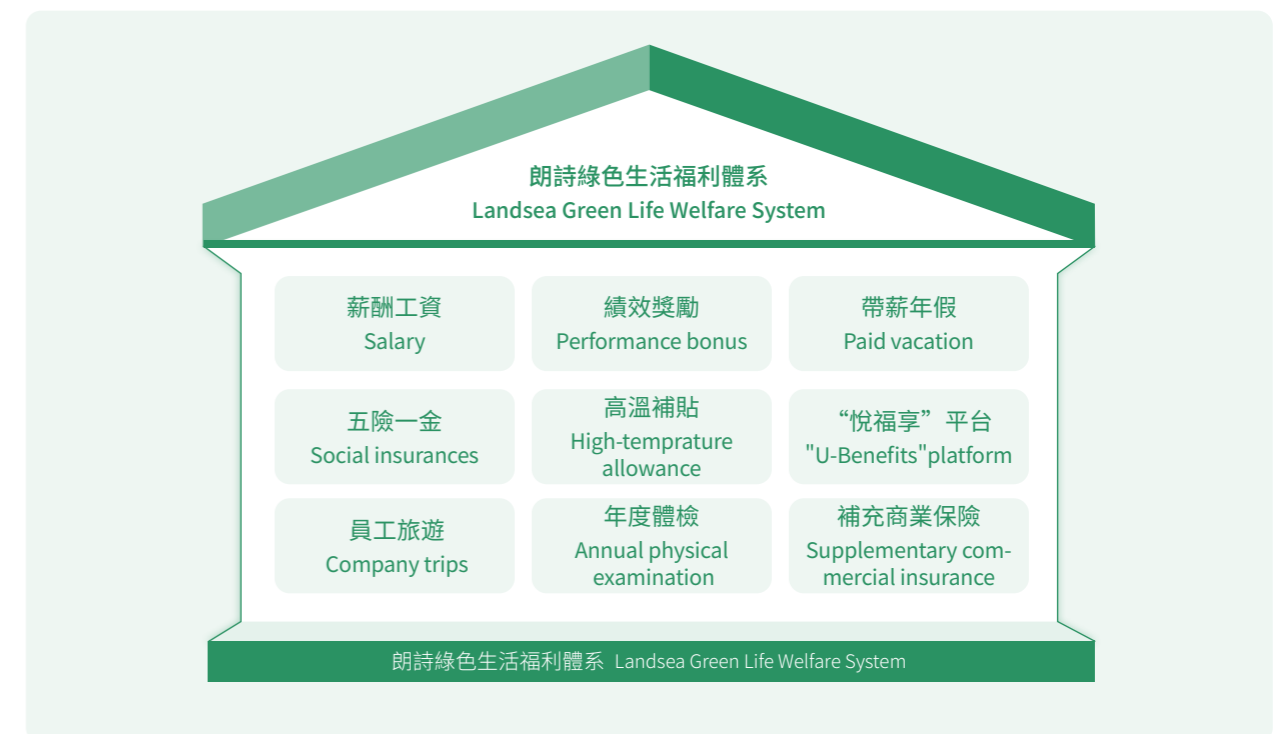 朗詩綠色生活福利體系
Landsea Green Life Welfare System
薪酬工資
Salary
績效獎勵
Performance bonus
帶薪年假
Paid vacation
五險一金
Social insurances
高溫補貼
High-temprature
allowance
“悅福享”平台
"U-Benefits"platform
員工旅遊
Company trips
年度體檢
Annual physical
examination
補充商業保險
Supplementary com-
mercial insurance
朗詩綠色生活福利體系 Landsea Green Life Welfare System